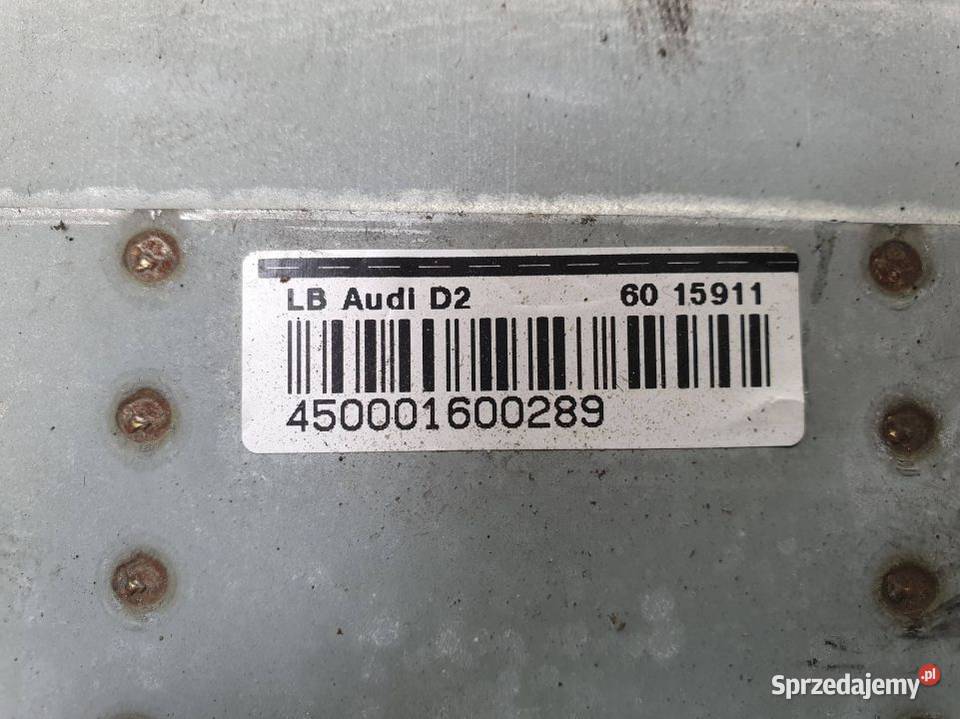 LB Audi D2 60 15911
450001600289
Sprzedajemy.pl